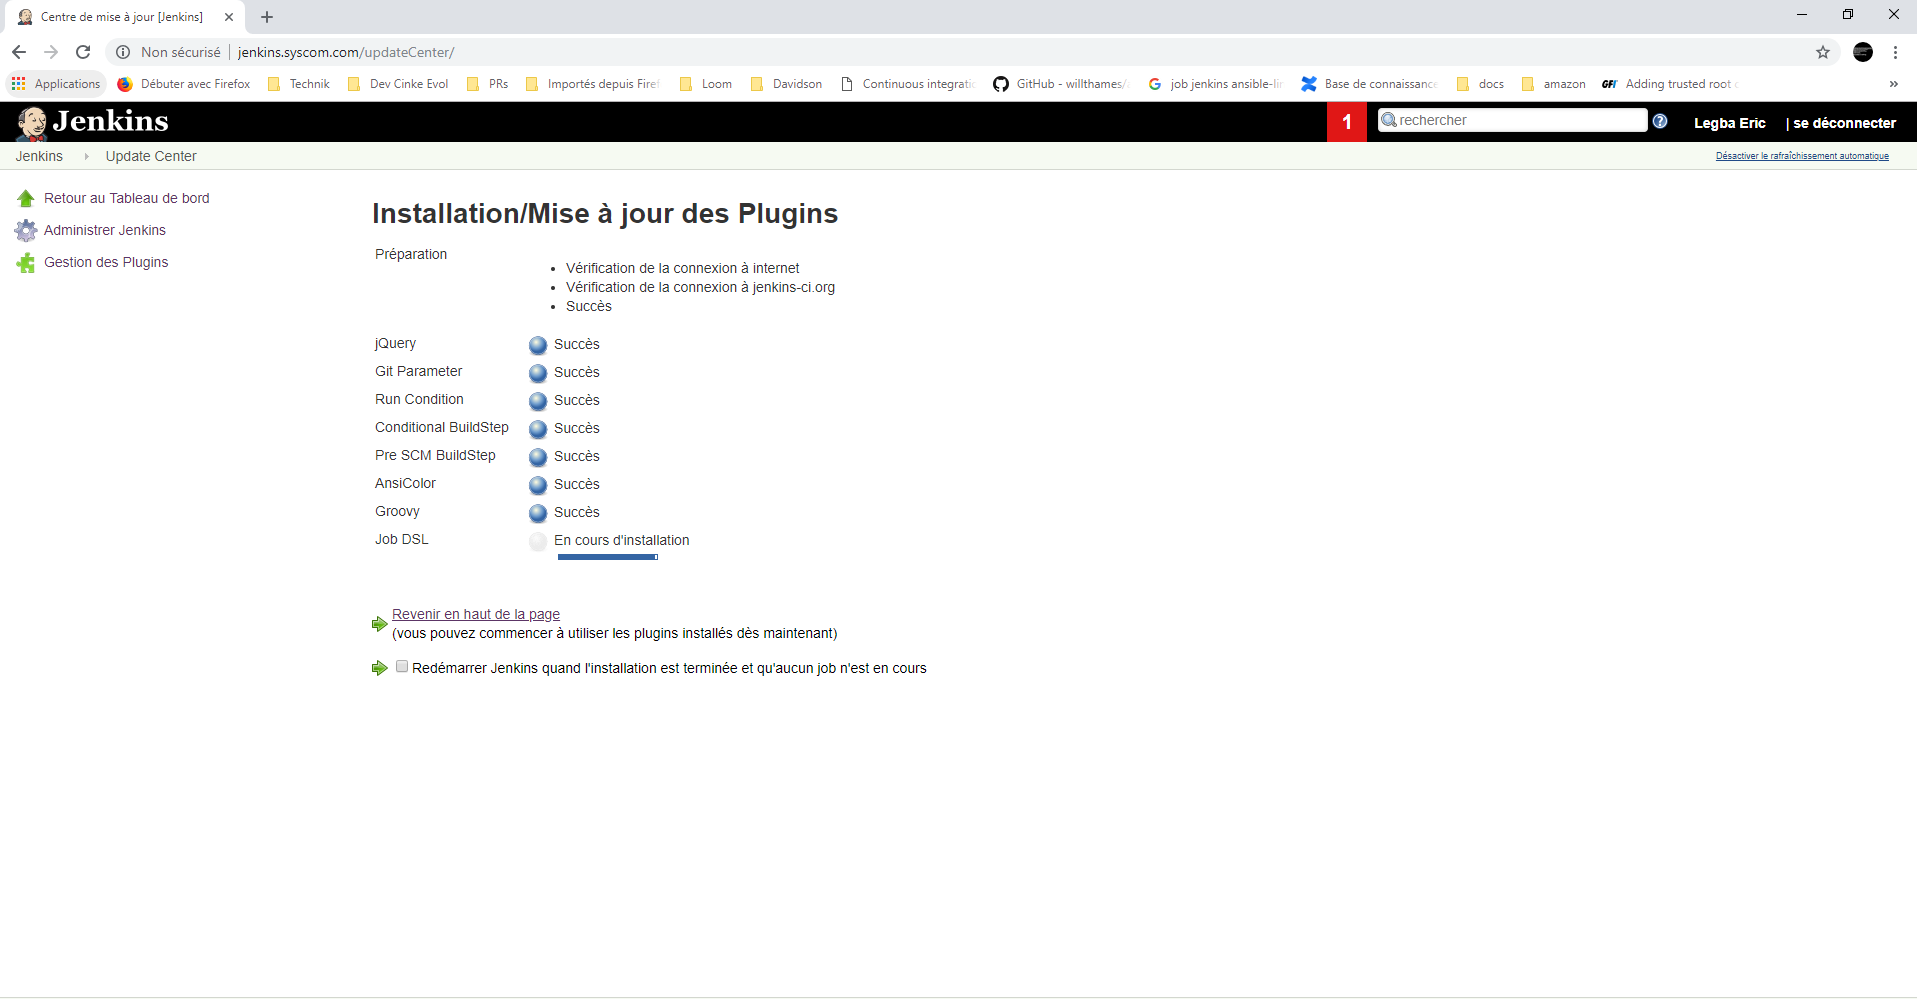 Centre de mise à jour [Jenkins]
Non sécurisé | jenkins.syscom.com/updateCenter/
Applications Débuter avec Firefox Technik Dev Cinke Evol PRs Importés depuis Firef Loom Davidson Continuous integratic GitHub - willthames/ job jenkins ansible-lin Base de connaissance docs amazon GFI Adding trusted root »
Jenkins 1 rechercher Legba Eric | se déconnecter
Jenkins Update Center Désactiver le rafraîchissement automatique
Retour au Tableau de bord
Administrer Jenkins
Gestion des Plugins
Installation/Mise à jour des Plugins
Préparation
• Vérification de la connexion à internet
• Vérification de la connexion à jenkins-ci.org
• Succès
jQuery Succès
Git Parameter Succès
Run Condition Succès
Conditional BuildStep Succès
Pre SCM BuildStep Succès
AnsiColor Succès
Groovy Succès
Job DSL En cours d'installation
Revenir en haut de la page
(vous pouvez commencer à utiliser les plugins installés dès maintenant)
Redémarrer Jenkins quand l'installation est terminée et qu'aucun job n'est en cours